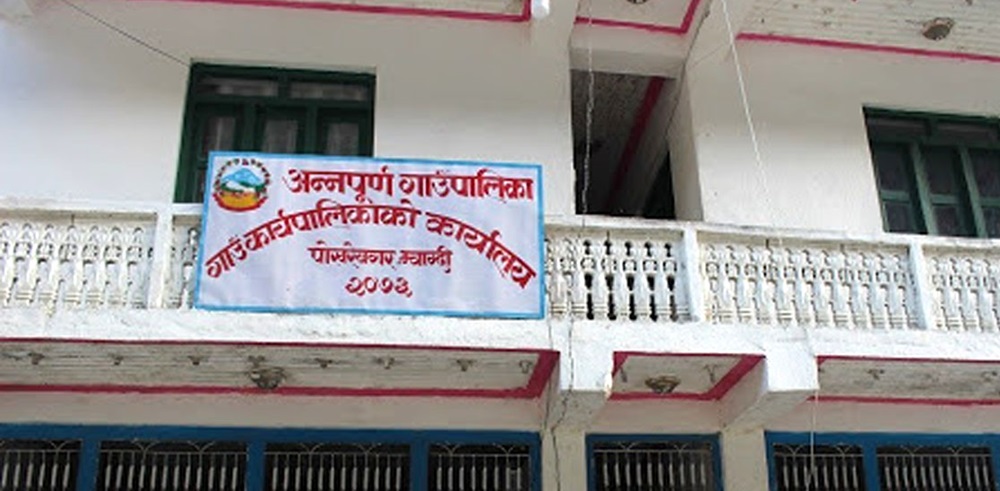 अन्नपूर्ण गाउँपालिका
गाउँकार्यपालिकाको कार्यालय
पोखरेबगर म्याग्दी
२०७३